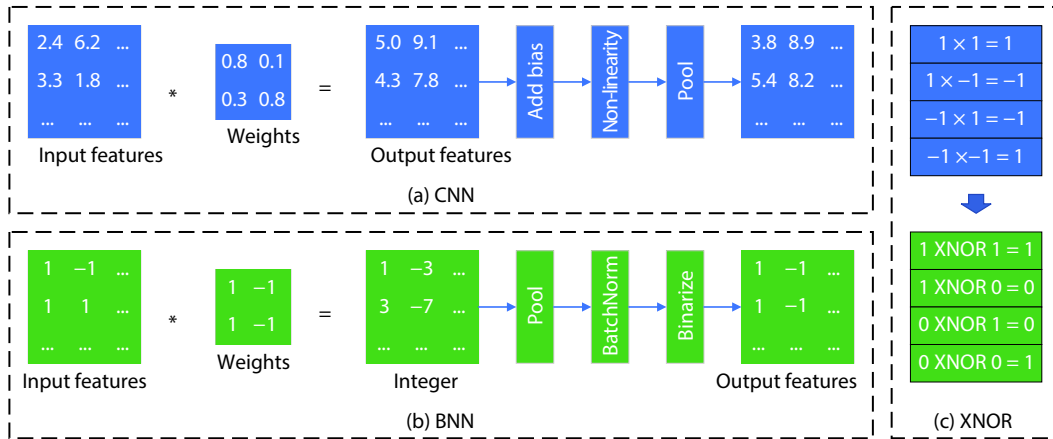 2.4 6.2 ...
3.3 1.8 ...
... ... ...
Input features
*
0.8 0.1
0.3 0.8
Weights
=
5.0 9.1 ...
4.3 7.8 ...
... ... ...
Output features
Add bias
Non-linearity
Pool
3.8 8.9 ...
5.4 8.2 ...
... ... ...
(a) CNN
1 −1 ...
1 1 ...
... ... ...
Input features
*
1 −1
1 −1
Weights
=
1 −3 ...
3 −7 ...
... ... ...
Integer
Pool
BatchNorm
Binarize
1 −1 ...
1 −1 ...
... ... ...
Output features
(b) BNN
1 × 1 = 1
1 × −1 = −1
−1 × 1 = −1
−1 ×−1 = 1
1 XNOR 1 = 1
1 XNOR 0 = 0
0 XNOR 1 = 0
0 XNOR 0 = 1
(c) XNOR